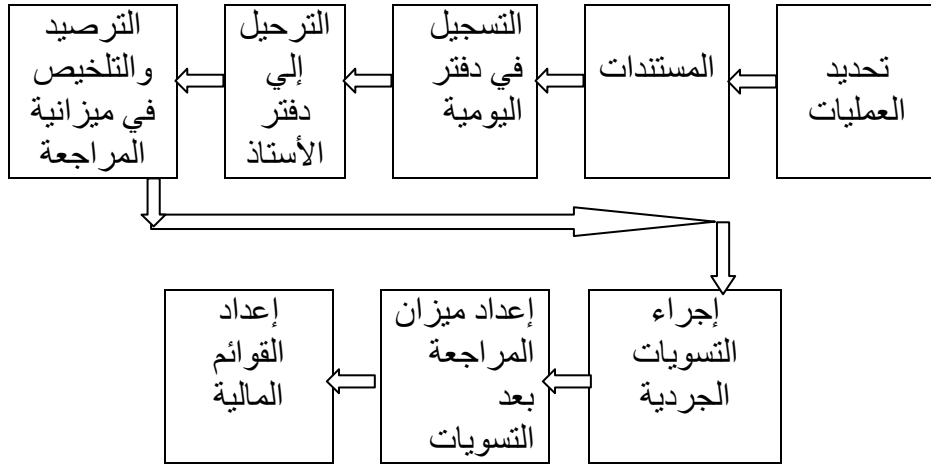 تحديد
العمليات
المستندات
التسجيل
في دفتر
اليومية
الترحيل
إلي
دفتر
الأستاذ
الترصيد
والتلخيص
في ميزانية
المراجعة
إجراء
التسويات
الجردية
إعداد ميزان
المراجعة
بعد
التسويات
إعداد
القوائم
المالية